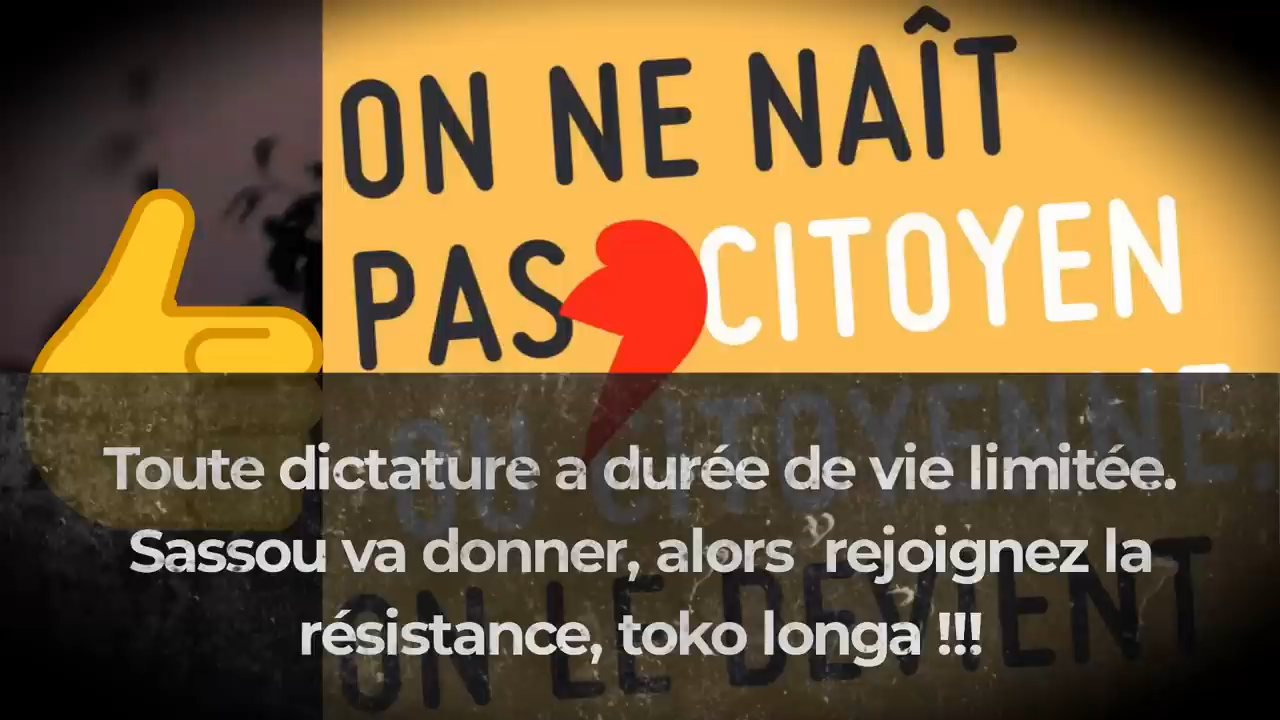 ON NE NAÎT
PAS CITOYEN
OU CITOYENNE,
ON LE DEVIENT
Toute dictature a durée de vie limitée.
Sassou va donner, alors rejoignez la
résistance, toko longa !!!